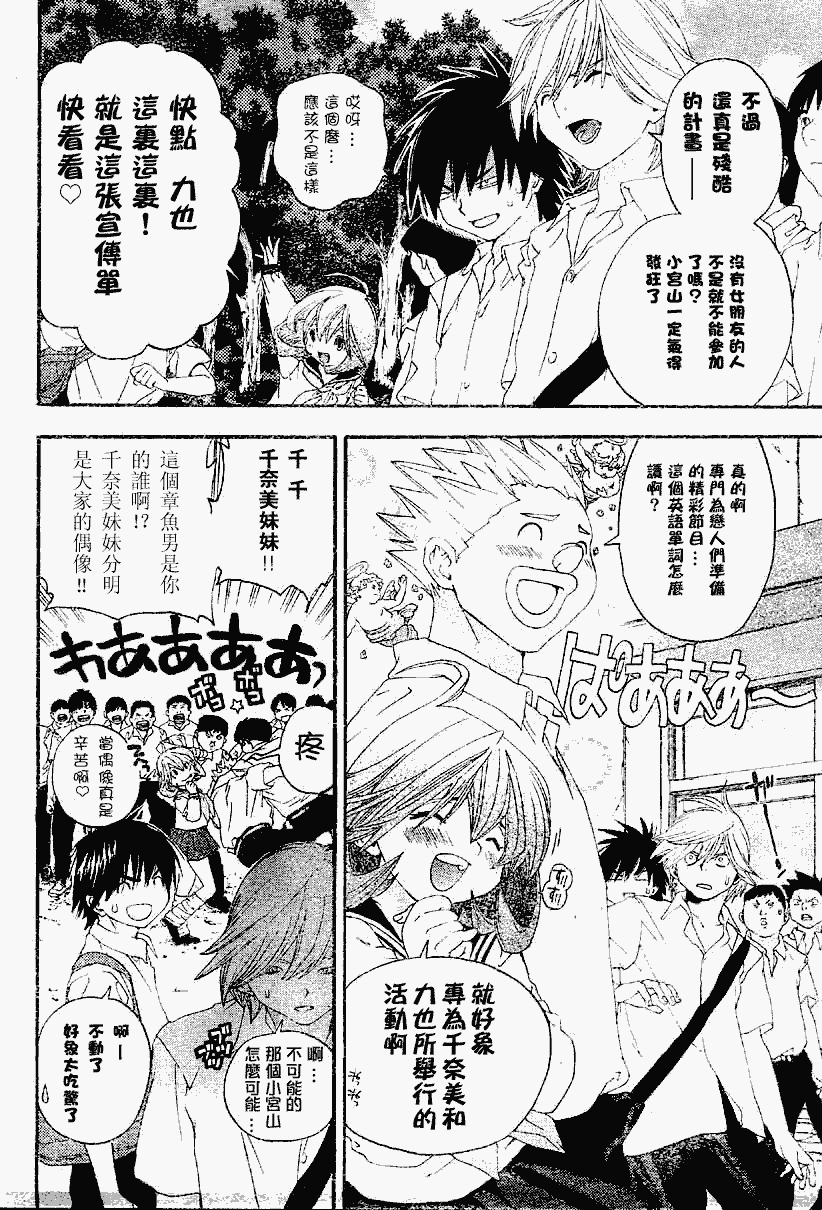 不過
還真是殘酷
的計畫──
沒有女朋友的人
不是就不能參加
了嗎？
小宮山一定氣得
發狂了
哎呀…
這個麼…
應該不是這樣
快點 力也
這裏這裏！
就是這張宣傳單
快看看♡
真的啊
專門為戀人們準備
的精彩節目…
這個英語單詞怎麼
讀啊？
ぱぁあああ～
就好象
專為千奈美和
力也所舉行的
活動啊
千 千
千奈美妹妹!!
這個章魚男是你
的誰啊!?
千奈美妹妹分明
是大家的偶像!!
わああああっ
疼
當偶像真是
辛苦啊♡
啊…
不可能的
那個小宮山
怎麼可能…
啊—
不動了
好象太吃驚了